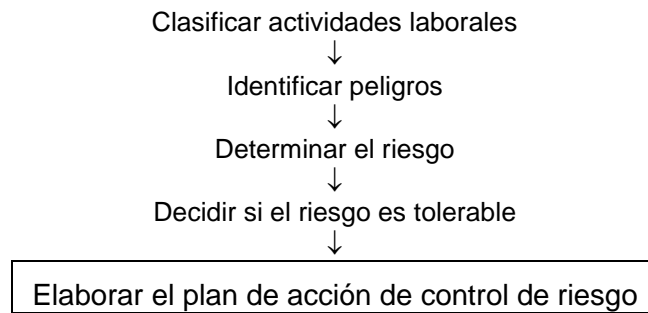 Clasificar actividades laborales
↓
Identificar peligros
↓
Determinar el riesgo
↓
Decidir si el riesgo es tolerable
↓
Elaborar el plan de acción de control de riesgo